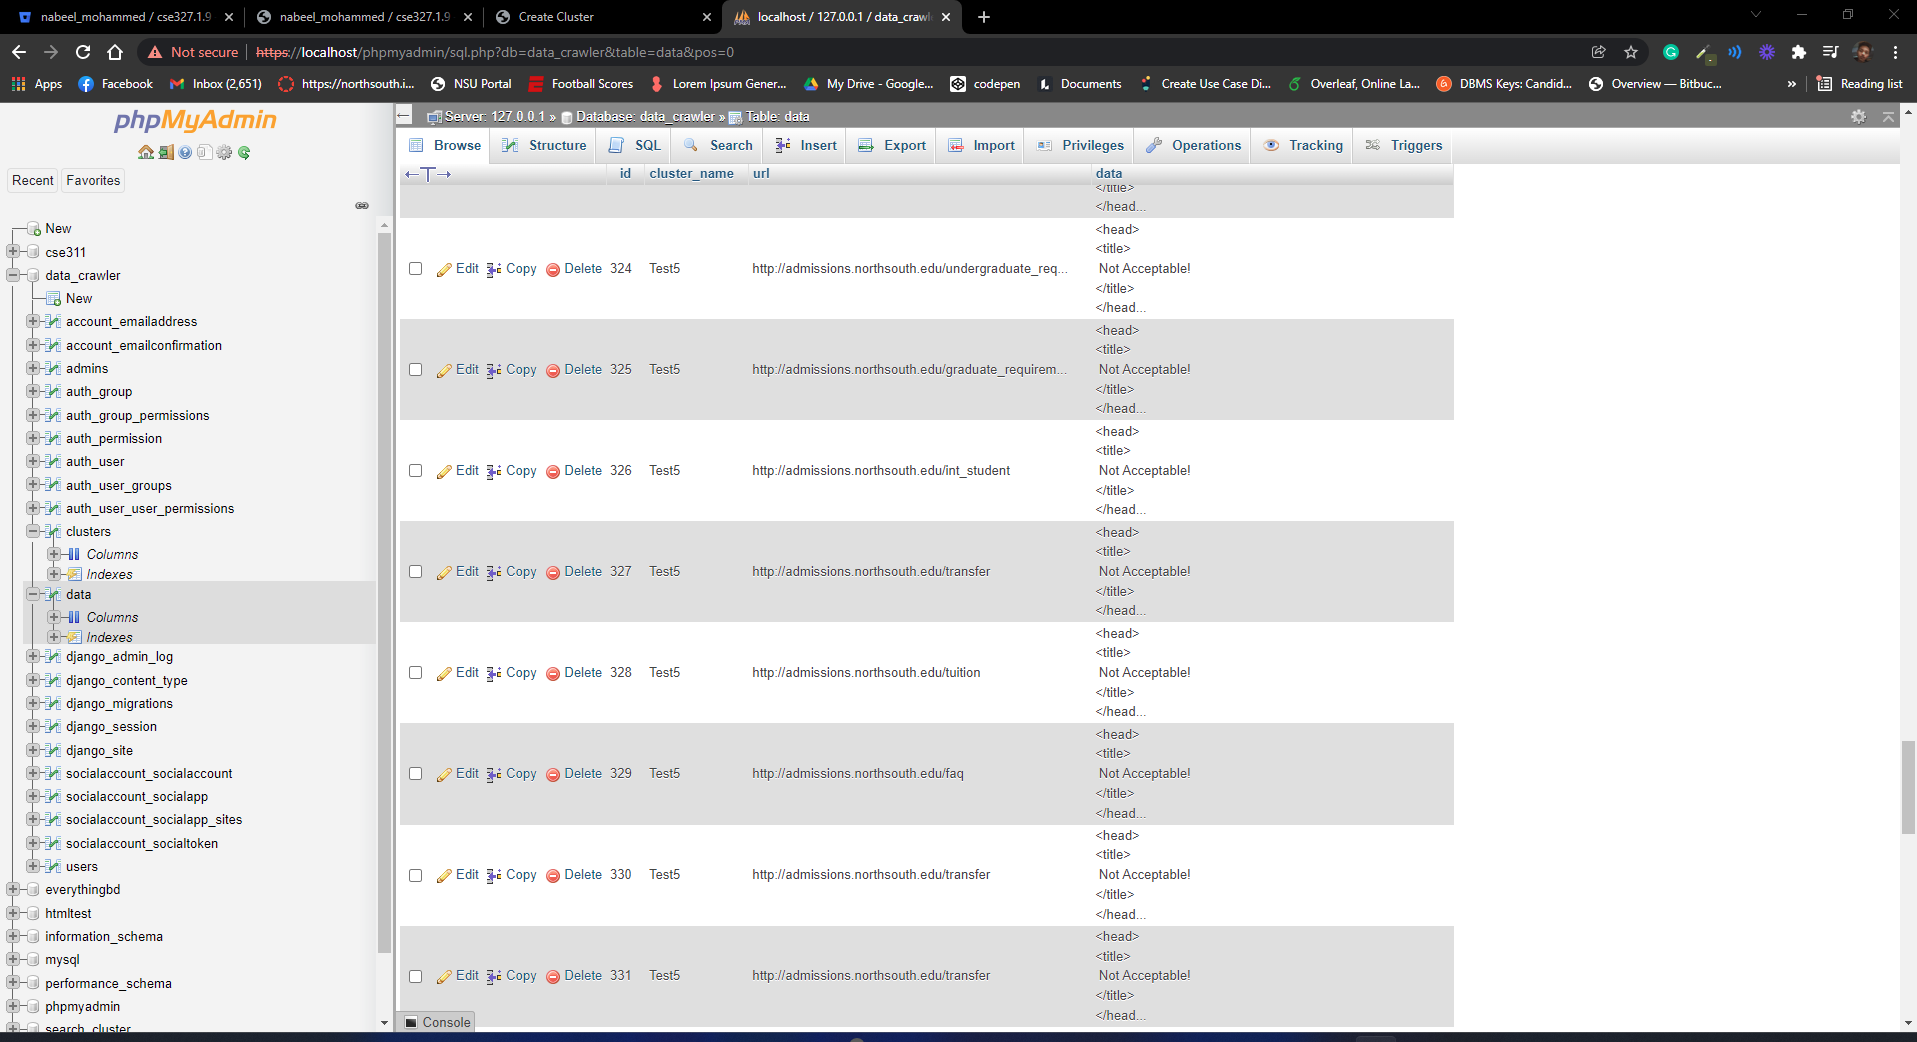 nabeel_mohammed / cse327.1.9
nabeel_mohammed / cse327.1.9
Create Cluster
localhost / 127.0.0.1 / data_crawl
Not secure
https://localhost/phpmyadmin/sql.php?db=data_crawler&table=data&pos=0
Apps
Facebook
Inbox (2,651)
https://northsouth.i...
NSU Portal
Football Scores
Lorem Ipsum Gener...
My Drive - Google...
codepen
Documents
Create Use Case Di...
Overleaf, Online La...
DBMS Keys: Candid...
Overview — Bitbuc...
»
Reading list
phpMyAdmin
Recent
Favorites
New
cse311
data_crawler
New
account_emailaddress
account_emailconfirmation
admins
auth_group
auth_group_permissions
auth_permission
auth_user
auth_user_groups
auth_user_user_permissions
clusters
Columns
Indexes
data
Columns
Indexes
django_admin_log
django_content_type
django_migrations
django_session
django_site
socialaccount_socialaccount
socialaccount_socialapp
socialaccount_socialapp_sites
socialaccount_socialtoken
users
everythingbd
htmltest
information_schema
mysql
performance_schema
phpmyadmin
search_cluster
Server: 127.0.0.1 » Database: data_crawler » Table: data
Browse
Structure
SQL
Search
Insert
Export
Import
Privileges
Operations
Tracking
Triggers
←T→ id cluster_name url data
</title>
</head...
<head>
<title>
Edit Copy Delete 324 Test5 http://admissions.northsouth.edu/undergraduate_req... Not Acceptable!
</title>
</head...
<head>
<title>
Edit Copy Delete 325 Test5 http://admissions.northsouth.edu/graduate_requirem... Not Acceptable!
</title>
</head...
<head>
<title>
Edit Copy Delete 326 Test5 http://admissions.northsouth.edu/int_student Not Acceptable!
</title>
</head...
<head>
<title>
Edit Copy Delete 327 Test5 http://admissions.northsouth.edu/transfer Not Acceptable!
</title>
</head...
<head>
<title>
Edit Copy Delete 328 Test5 http://admissions.northsouth.edu/tuition Not Acceptable!
</title>
</head...
<head>
<title>
Edit Copy Delete 329 Test5 http://admissions.northsouth.edu/faq Not Acceptable!
</title>
</head...
<head>
<title>
Edit Copy Delete 330 Test5 http://admissions.northsouth.edu/transfer Not Acceptable!
</title>
</head...
<head>
<title>
Edit Copy Delete 331 Test5 http://admissions.northsouth.edu/transfer Not Acceptable!
</title>
</head...
Console